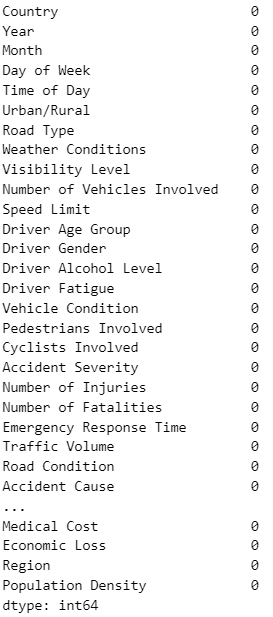 Country 0
Year 0
Month 0
Day of Week 0
Time of Day 0
Urban/Rural 0
Road Type 0
Weather Conditions 0
Visibility Level 0
Number of Vehicles Involved 0
Speed Limit 0
Driver Age Group 0
Driver Gender 0
Driver Alcohol Level 0
Driver Fatigue 0
Vehicle Condition 0
Pedestrians Involved 0
Cyclists Involved 0
Accident Severity 0
Number of Injuries 0
Number of Fatalities 0
Emergency Response Time 0
Traffic Volume 0
Road Condition 0
Accident Cause 0
...
Medical Cost 0
Economic Loss 0
Region 0
Population Density 0
dtype: int64